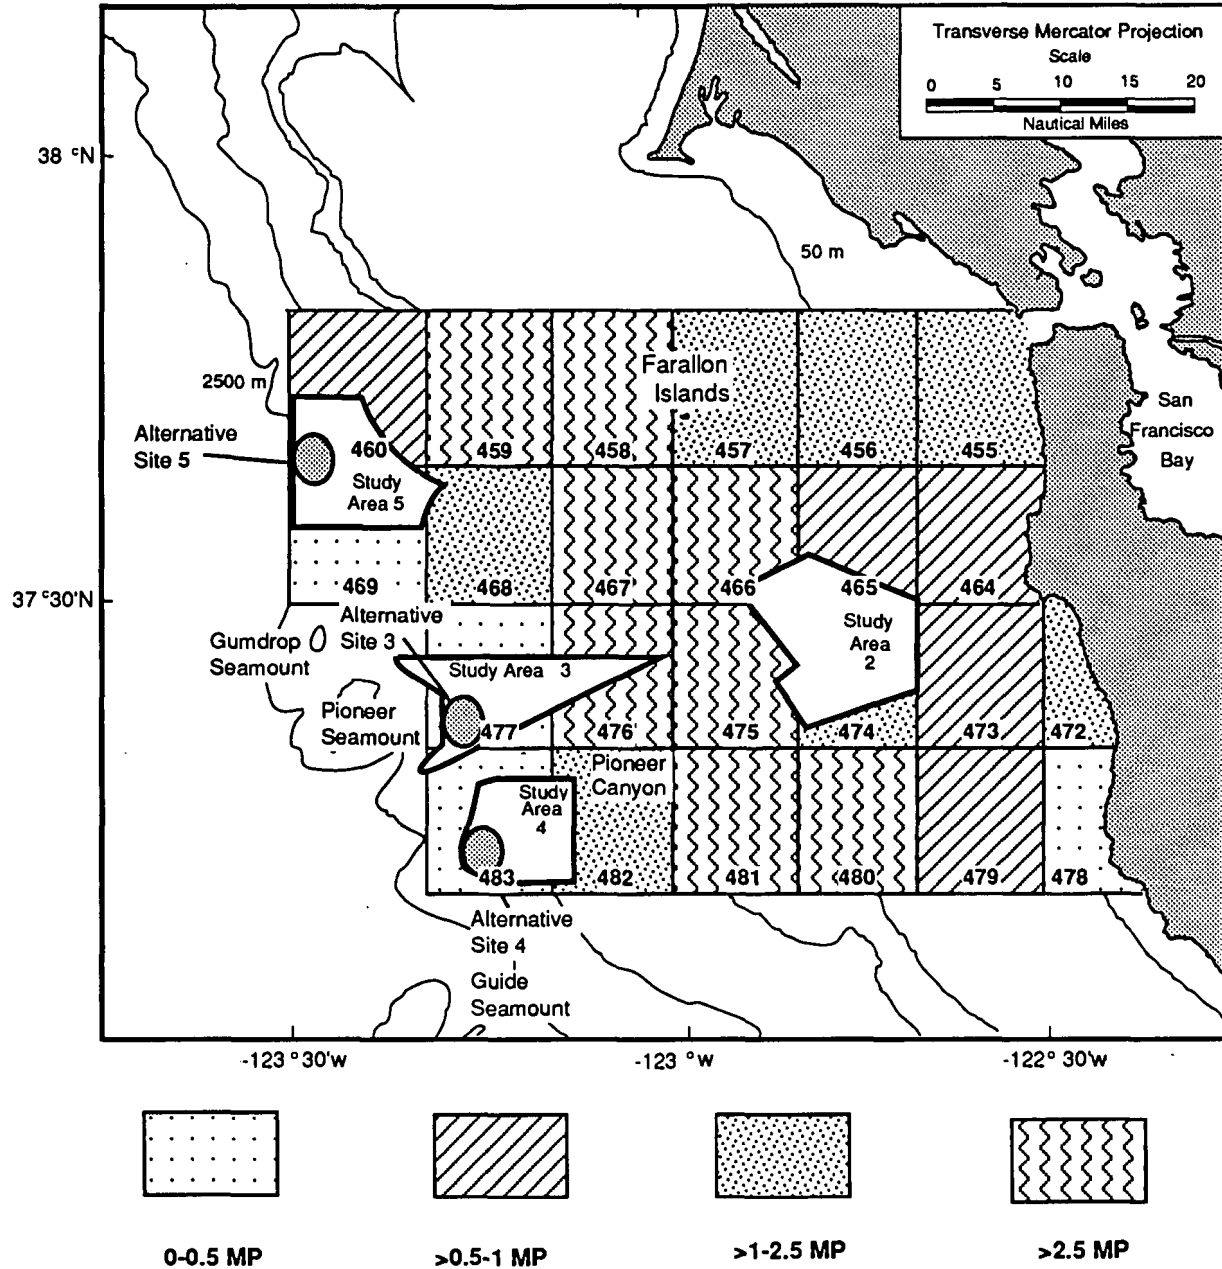 Transverse Mercator Projection
Scale
0 5 10 15 20
Nautical Miles
38 °N
50 m
2500 m
Farallon
Islands
San
Francisco
Bay
Alternative
Site 5
460 459 458 457 456 455
Study
Area 5
469 468 467 466 465 464
37 °30'N
Alternative
Site 3
Gumdrop
Seamount
Study
Area
2
Study Area 3
Pioneer
Seamount
477 476 475 474 473 472
Pioneer
Canyon
Study
Area
4
483 482 481 480 479 478
Alternative
Site 4
Guide
Seamount
-123 °30'W -123 °W -122 °30'W
0-0.5 MP >0.5-1 MP >1-2.5 MP >2.5 MP